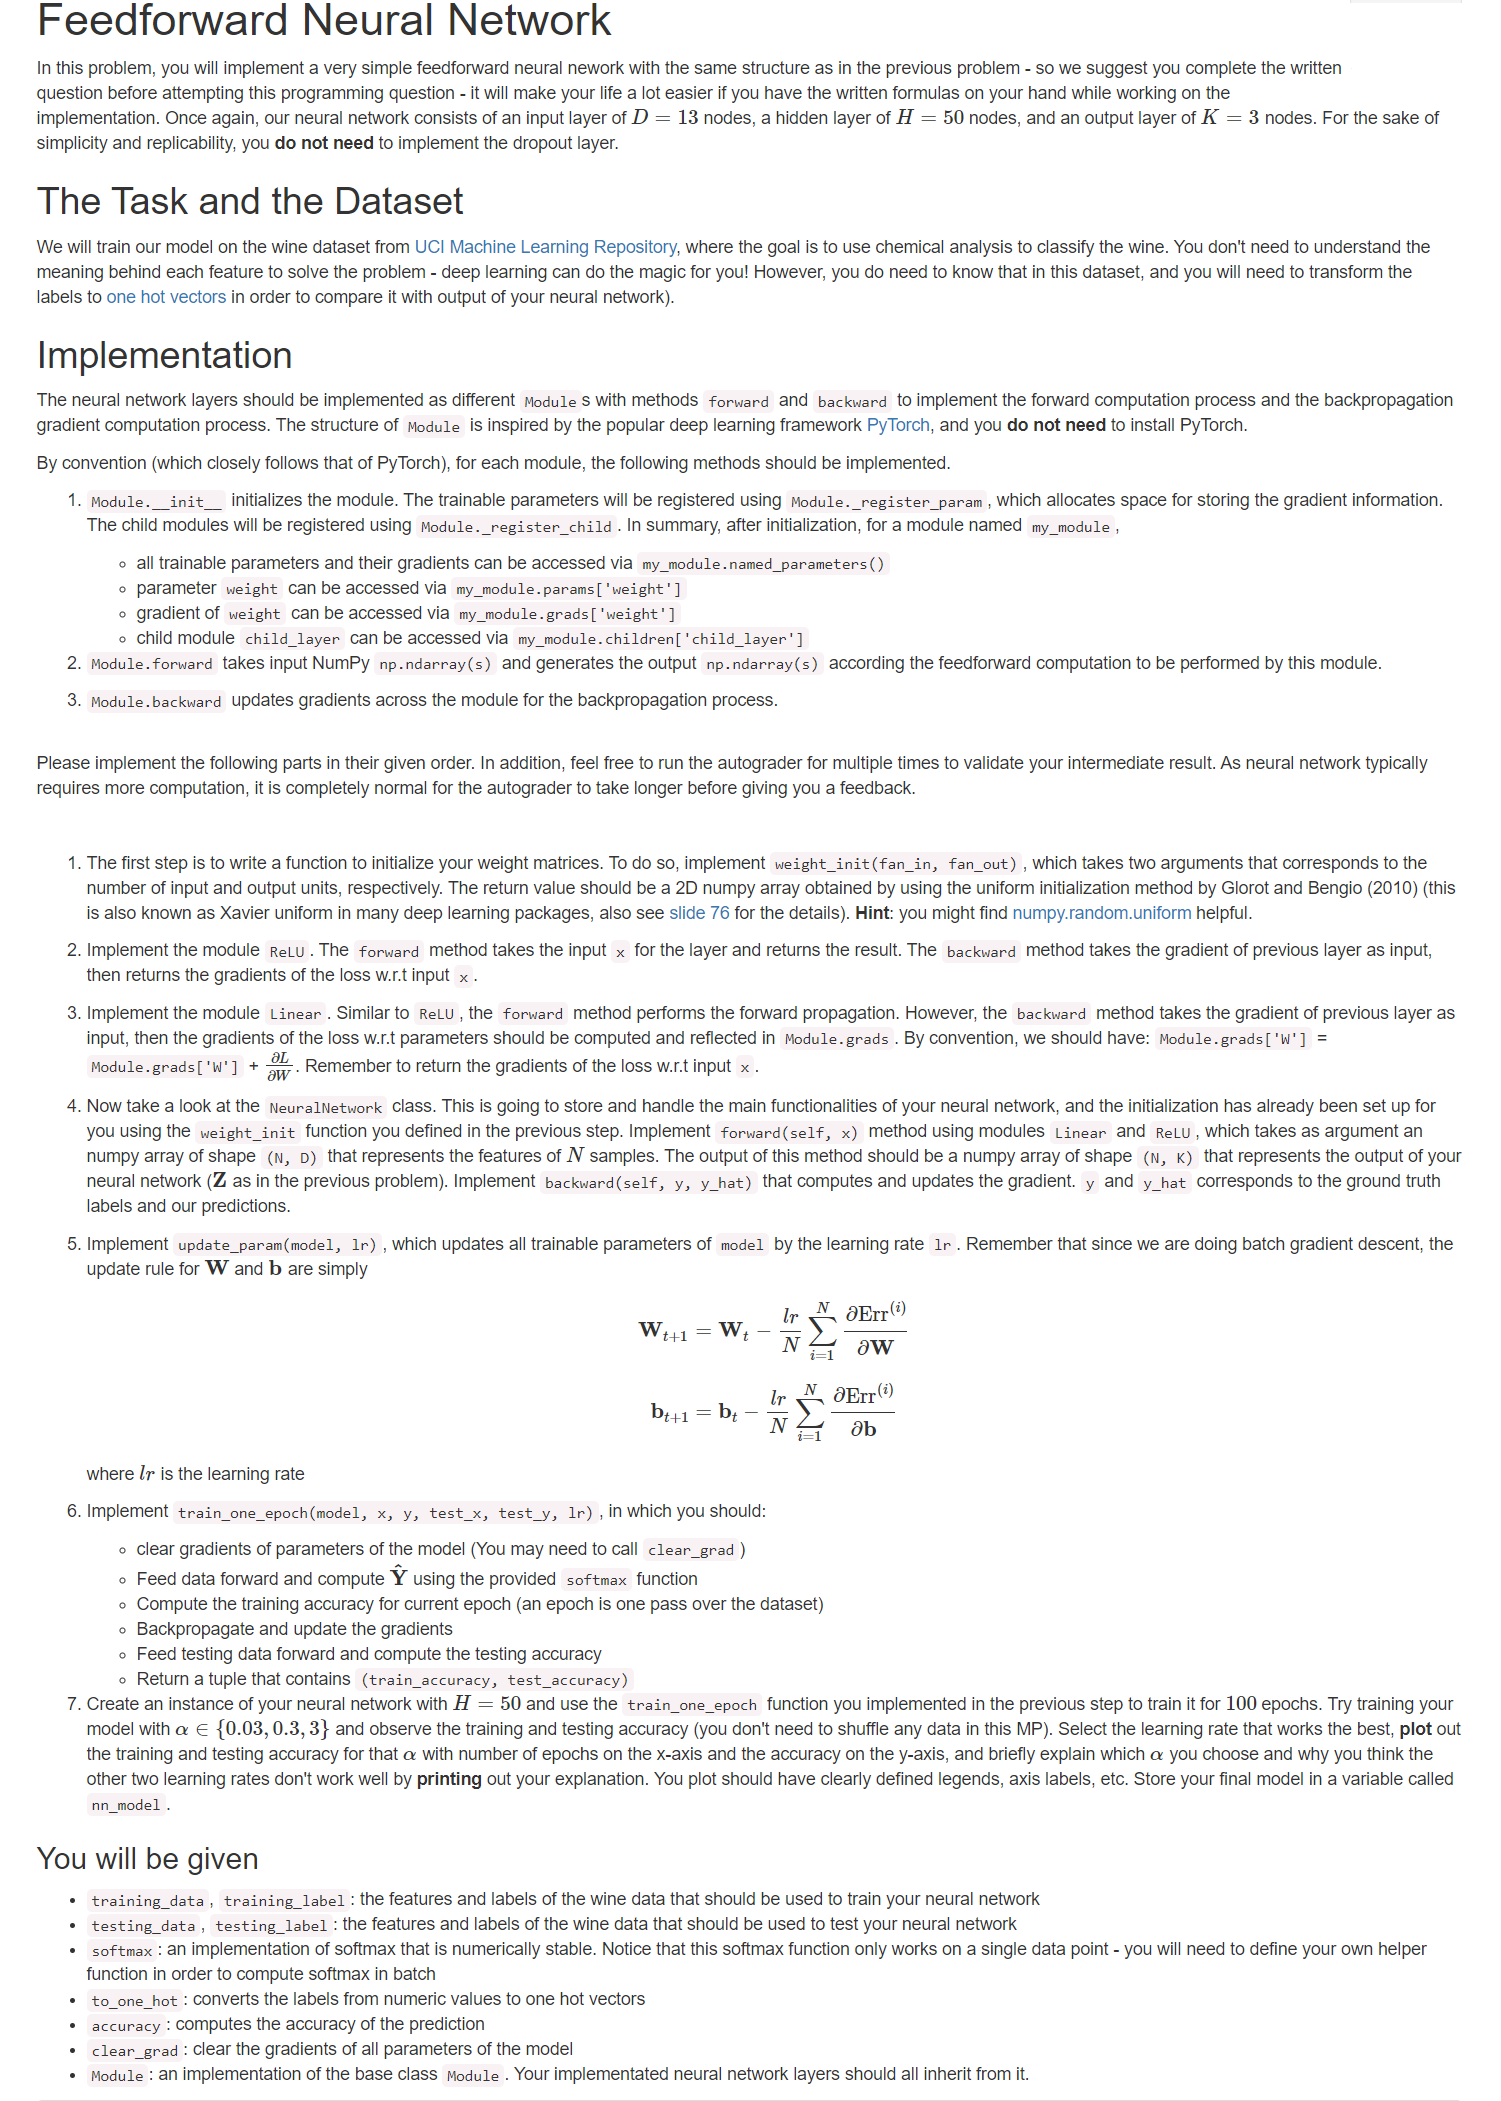 Feedforward Neural Network
In this problem, you will implement a very simple feedforward neural nework with the same structure as in the previous problem - so we suggest you complete the written
question before attempting this programming question - it will make your life a lot easier if you have the written formulas on your hand while working on the
implementation. Once again, our neural network consists of an input layer of D = 13 nodes, a hidden layer of H = 50 nodes, and an output layer of K = 3 nodes. For the sake of
simplicity and replicability, you do not need to implement the dropout layer.
The Task and the Dataset
We will train our model on the wine dataset from UCI Machine Learning Repository, where the goal is to use chemical analysis to classify the wine. You don't need to understand the
meaning behind each feature to solve the problem - deep learning can do the magic for you! However, you do need to know that in this dataset, and you will need to transform the
labels to one hot vectors in order to compare it with output of your neural network).
Implementation
The neural network layers should be implemented as different Module s with methods forward and backward to implement the forward computation process and the backpropagation
gradient computation process. The structure of Module is inspired by the popular deep learning framework PyTorch, and you do not need to install PyTorch.
By convention (which closely follows that of PyTorch), for each module, the following methods should be implemented.
1. Module.__init__ initializes the module. The trainable parameters will be registered using Module._register_param , which allocates space for storing the gradient information.
The child modules will be registered using Module._register_child . In summary, after initialization, for a module named my_module ,
◦ all trainable parameters and their gradients can be accessed via my_module.named_parameters()
◦ parameter weight can be accessed via my_module.params['weight']
◦ gradient of weight can be accessed via my_module.grads['weight']
◦ child module child_layer can be accessed via my_module.children['child_layer']
2. Module.forward takes input NumPy np.ndarray(s) and generates the output np.ndarray(s) according the feedforward computation to be performed by this module.
3. Module.backward updates gradients across the module for the backpropagation process.
Please implement the following parts in their given order. In addition, feel free to run the autograder for multiple times to validate your intermediate result. As neural network typically
requires more computation, it is completely normal for the autograder to take longer before giving you a feedback.
1. The first step is to write a function to initialize your weight matrices. To do so, implement weight_init(fan_in, fan_out) , which takes two arguments that corresponds to the
number of input and output units, respectively. The return value should be a 2D numpy array obtained by using the uniform initialization method by Glorot and Bengio (2010) (this
is also known as Xavier uniform in many deep learning packages, also see slide 76 for the details). Hint: you might find numpy.random.uniform helpful.
2. Implement the module ReLU . The forward method takes the input x for the layer and returns the result. The backward method takes the gradient of previous layer as input,
then returns the gradients of the loss w.r.t input x .
3. Implement the module Linear . Similar to ReLU , the forward method performs the forward propagation. However, the backward method takes the gradient of previous layer as
input, then the gradients of the loss w.r.t parameters should be computed and reflected in Module.grads . By convention, we should have: Module.grads['W'] =
Module.grads['W'] + ∂L/∂W . Remember to return the gradients of the loss w.r.t input x .
4. Now take a look at the NeuralNetwork class. This is going to store and handle the main functionalities of your neural network, and the initialization has already been set up for
you using the weight_init function you defined in the previous step. Implement forward(self, x) method using modules Linear and ReLU , which takes as argument an
numpy array of shape (N, D) that represents the features of N samples. The output of this method should be a numpy array of shape (N, K) that represents the output of your
neural network (Z as in the previous problem). Implement backward(self, y, y_hat) that computes and updates the gradient. y and y_hat corresponds to the ground truth
labels and our predictions.
5. Implement update_param(model, lr) , which updates all trainable parameters of model by the learning rate lr . Remember that since we are doing batch gradient descent, the
update rule for W and b are simply
W_{t+1} = W_t − lr/N ∑_{i=1}^{N} ∂Err^{(i)}/∂W
b_{t+1} = b_t − lr/N ∑_{i=1}^{N} ∂Err^{(i)}/∂b
where lr is the learning rate
6. Implement train_one_epoch(model, x, y, test_x, test_y, lr) , in which you should:
◦ clear gradients of parameters of the model (You may need to call clear_grad )
◦ Feed data forward and compute Ŷ using the provided softmax function
◦ Compute the training accuracy for current epoch (an epoch is one pass over the dataset)
◦ Backpropagate and update the gradients
◦ Feed testing data forward and compute the testing accuracy
◦ Return a tuple that contains (train_accuracy, test_accuracy)
7. Create an instance of your neural network with H = 50 and use the train_one_epoch function you implemented in the previous step to train it for 100 epochs. Try training your
model with α ∈ {0.03, 0.3, 3} and observe the training and testing accuracy (you don't need to shuffle any data in this MP). Select the learning rate that works the best, plot out
the training and testing accuracy for that α with number of epochs on the x-axis and the accuracy on the y-axis, and briefly explain which α you choose and why you think the
other two learning rates don't work well by printing out your explanation. You plot should have clearly defined legends, axis labels, etc. Store your final model in a variable called
nn_model .
You will be given
• training_data , training_label : the features and labels of the wine data that should be used to train your neural network
• testing_data , testing_label : the features and labels of the wine data that should be used to test your neural network
• softmax : an implementation of softmax that is numerically stable. Notice that this softmax function only works on a single data point - you will need to define your own helper
function in order to compute softmax in batch
• to_one_hot : converts the labels from numeric values to one hot vectors
• accuracy : computes the accuracy of the prediction
• clear_grad : clear the gradients of all parameters of the model
• Module : an implementation of the base class Module . Your implementated neural network layers should all inherit from it.